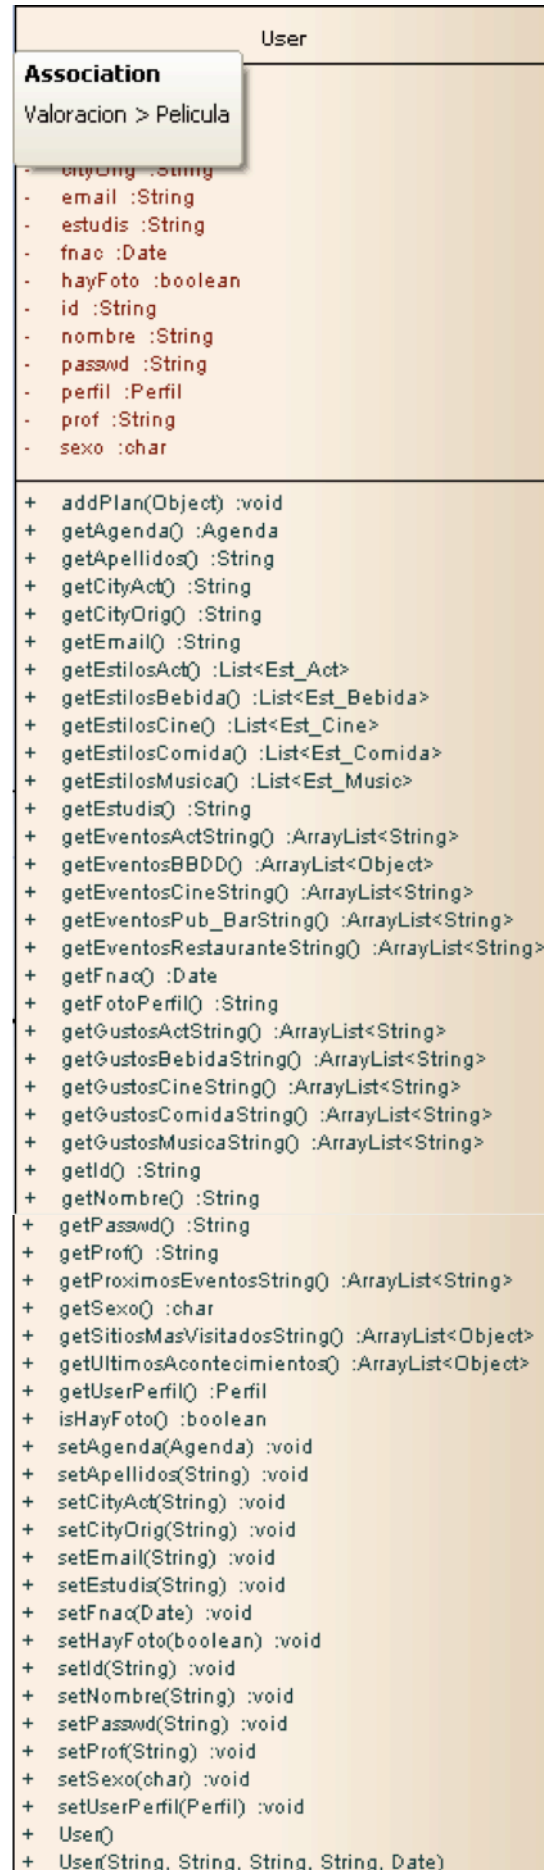 User
Association
Valoracion > Pelicula
- cityOrig :String
- email :String
- estudis :String
- fnac :Date
- hayFoto :boolean
- id :String
- nombre :String
- passwd :String
- perfil :Perfil
- prof :String
- sexo :char
+ addPlan(Object) :void
+ getAgenda() :Agenda
+ getApellidos() :String
+ getCityAct() :String
+ getCityOrig() :String
+ getEmail() :String
+ getEstilosAct() :List<Est_Act>
+ getEstilosBebida() :List<Est_Bebida>
+ getEstilosCine() :List<Est_Cine>
+ getEstilosComida() :List<Est_Comida>
+ getEstilosMusica() :List<Est_Music>
+ getEstudis() :String
+ getEventosActString() :ArrayList<String>
+ getEventosBBDD() :ArrayList<Object>
+ getEventosCineString() :ArrayList<String>
+ getEventosPub_BarString() :ArrayList<String>
+ getEventosRestauranteString() :ArrayList<String>
+ getFnac() :Date
+ getFotoPerfil() :String
+ getGustosActString() :ArrayList<String>
+ getGustosBebidaString() :ArrayList<String>
+ getGustosCineString() :ArrayList<String>
+ getGustosComidaString() :ArrayList<String>
+ getGustosMusicaString() :ArrayList<String>
+ getId() :String
+ getNombre() :String
+ getPasswd() :String
+ getProf() :String
+ getProximosEventosString() :ArrayList<String>
+ getSexo() :char
+ getSitiosMasVisitadosString() :ArrayList<Object>
+ getUltimosAcontecimientos() :ArrayList<Object>
+ getUserPerfil() :Perfil
+ isHayFoto() :boolean
+ setAgenda(Agenda) :void
+ setApellidos(String) :void
+ setCityAct(String) :void
+ setCityOrig(String) :void
+ setEmail(String) :void
+ setEstudis(String) :void
+ setFnac(Date) :void
+ setHayFoto(boolean) :void
+ setId(String) :void
+ setNombre(String) :void
+ setPasswd(String) :void
+ setProf(String) :void
+ setSexo(char) :void
+ setUserPerfil(Perfil) :void
+ User()
+ User(String, String, String, String, Date)